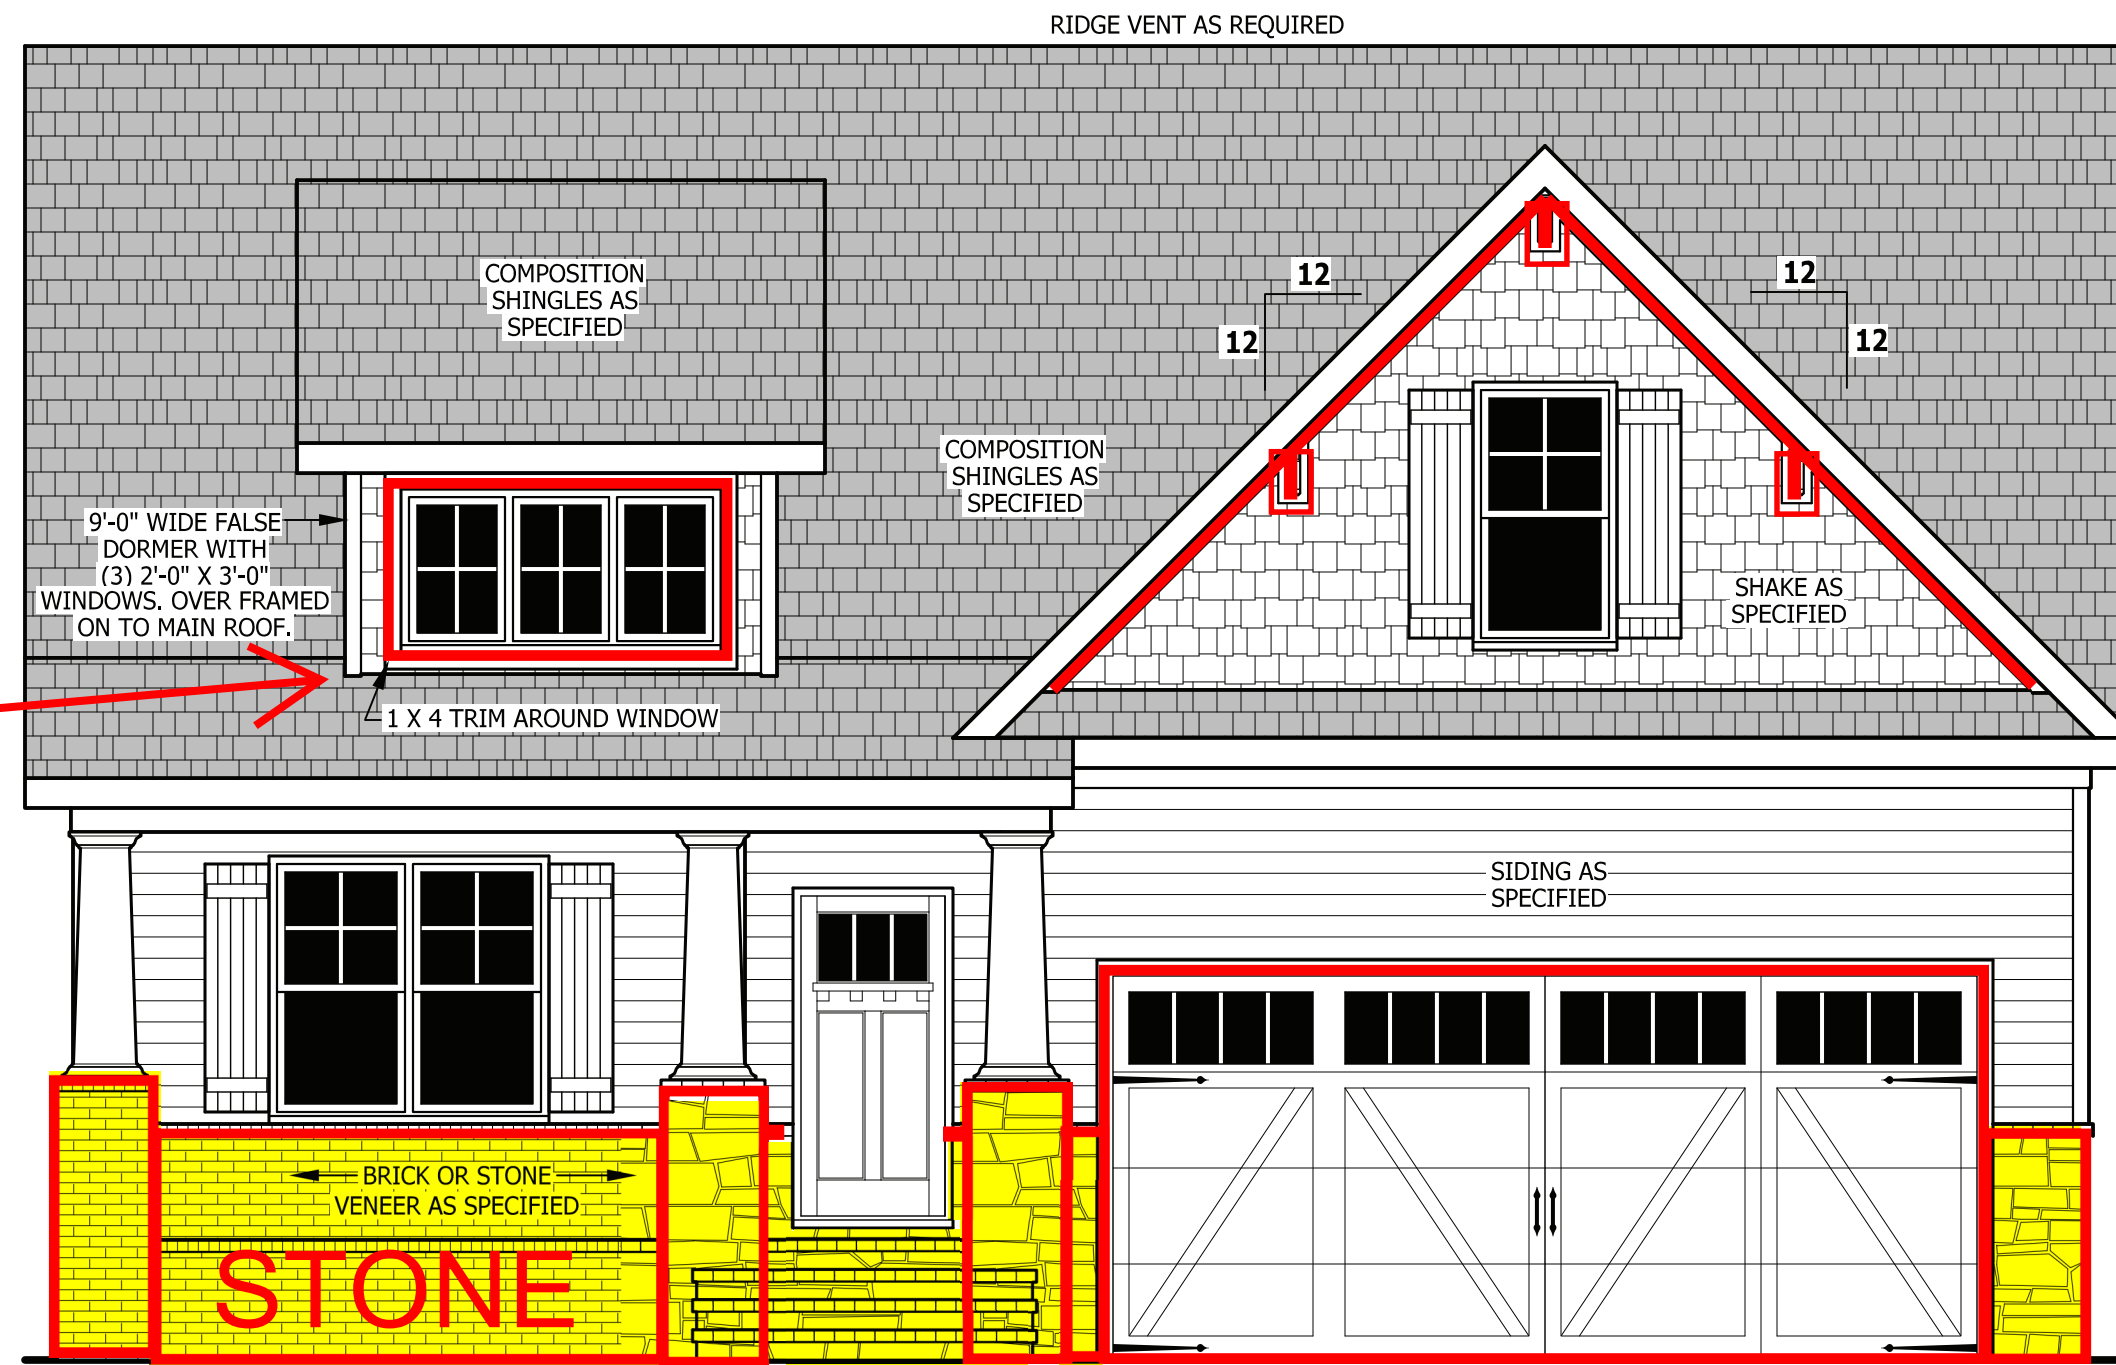 RIDGE VENT AS REQUIRED
COMPOSITION
SHINGLES AS
SPECIFIED
12
12
12
12
COMPOSITION
SHINGLES AS
SPECIFIED
9'-0" WIDE FALSE
DORMER WITH
(3) 2'-0" X 3'-0"
WINDOWS. OVER FRAMED
ON TO MAIN ROOF.
SHAKE AS
SPECIFIED
1 X 4 TRIM AROUND WINDOW
SIDING AS
SPECIFIED
BRICK OR STONE
VENEER AS SPECIFIED
STONE